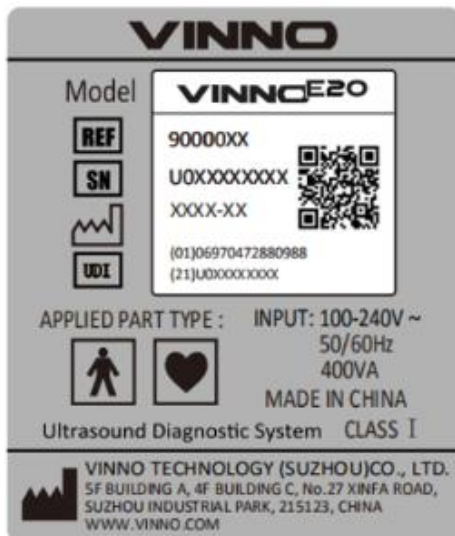 VINNO
Model VINNO E20
REF 90000XX
SN U0XXXXXXXX
XXXX-XX
UDI (01)06970472880988
(21)U0XXXXXXXX
APPLIED PART TYPE : INPUT: 100-240V ~
50/60Hz
400VA
MADE IN CHINA
Ultrasound Diagnostic System CLASS I
VINNO TECHNOLOGY (SUZHOU)CO., LTD.
5F BUILDING A, 4F BUILDING C, No.27 XINFA ROAD,
SUZHOU INDUSTRIAL PARK, 215123, CHINA
WWW.VINNO.COM